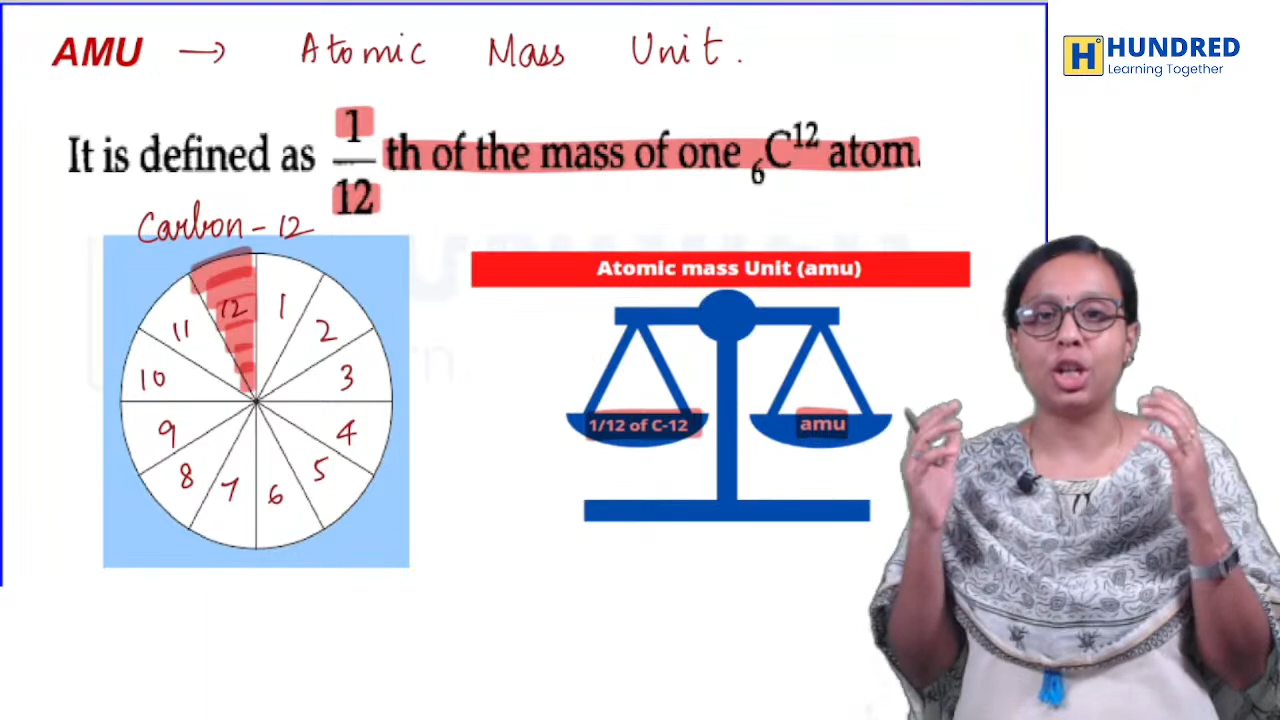 AMU → Atomic Mass Unit.
HUNDRED
Learning Together
It is defined as 1/12 th of the mass of one ₆C¹² atom.
Carbon-12
12 1
11 2
10 3
9 4
8 5
7 6
Atomic mass Unit (amu)
1/12 of C-12 amu